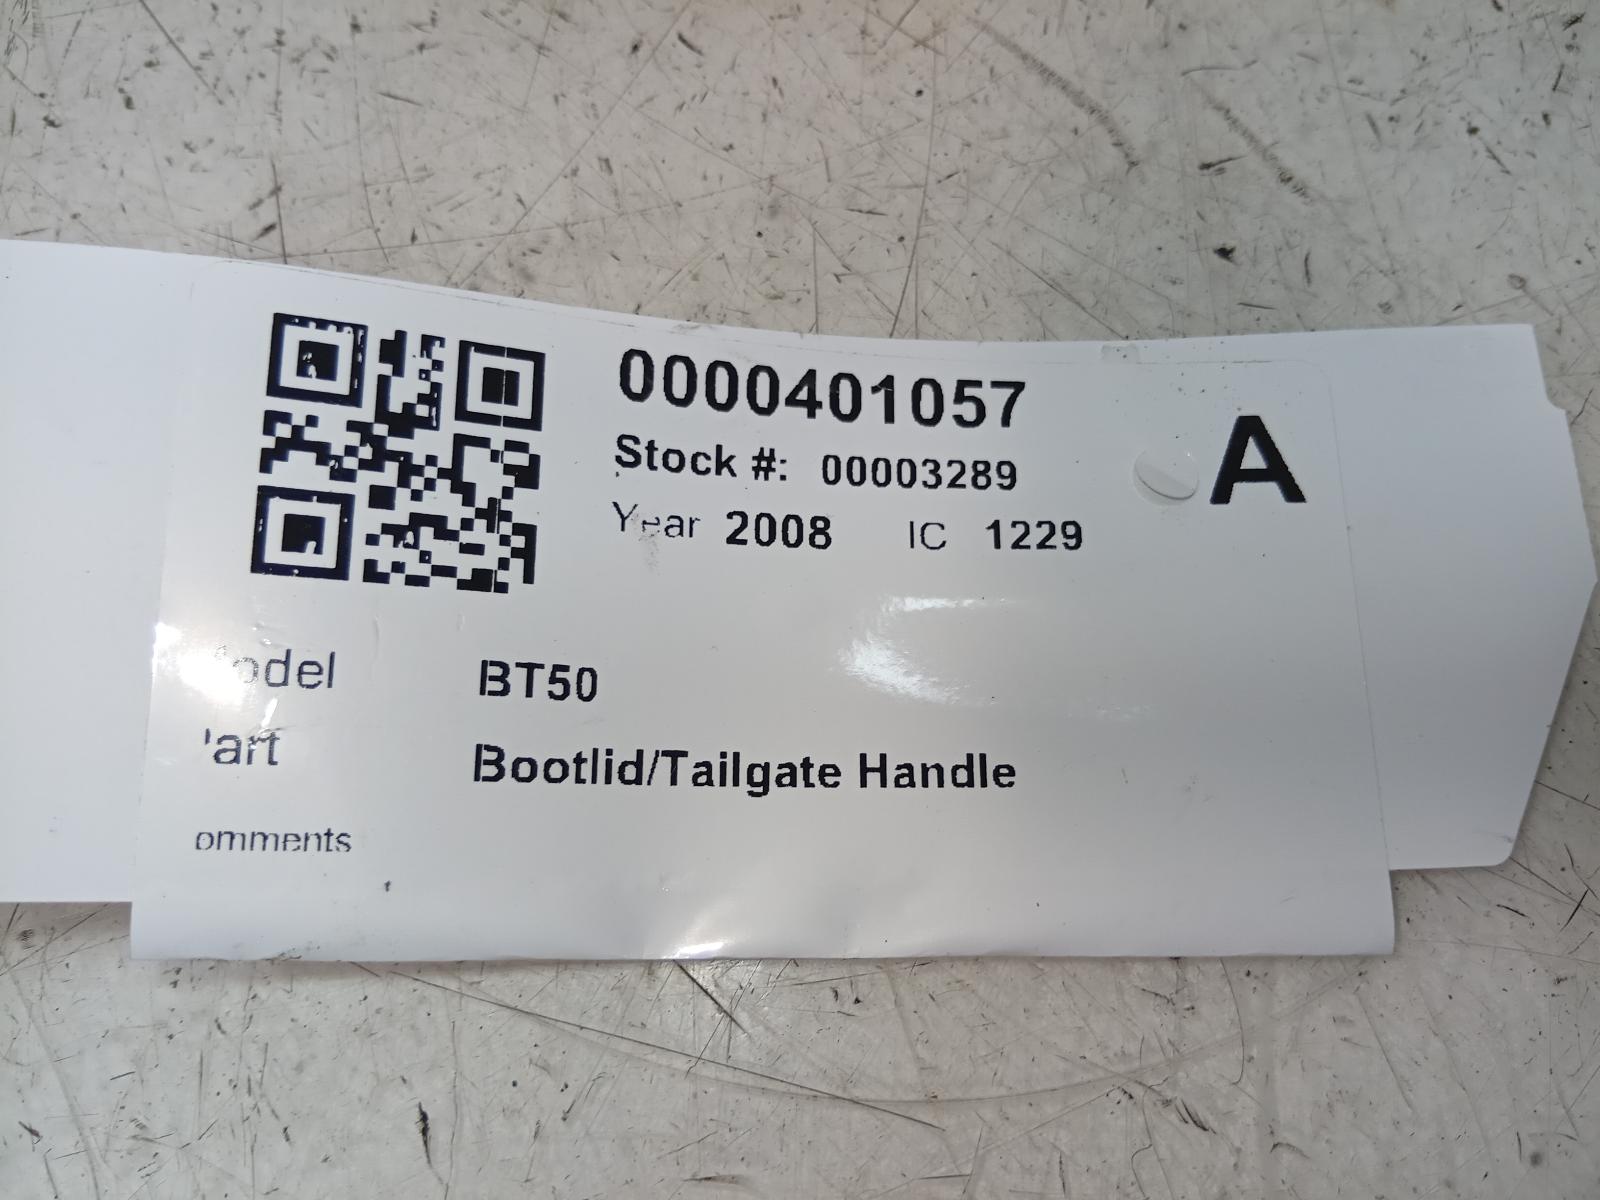 0000401057
A
Stock #: 00003289
Year 2008 IC 1229
odel BT50
art Bootlid/Tailgate Handle
omments